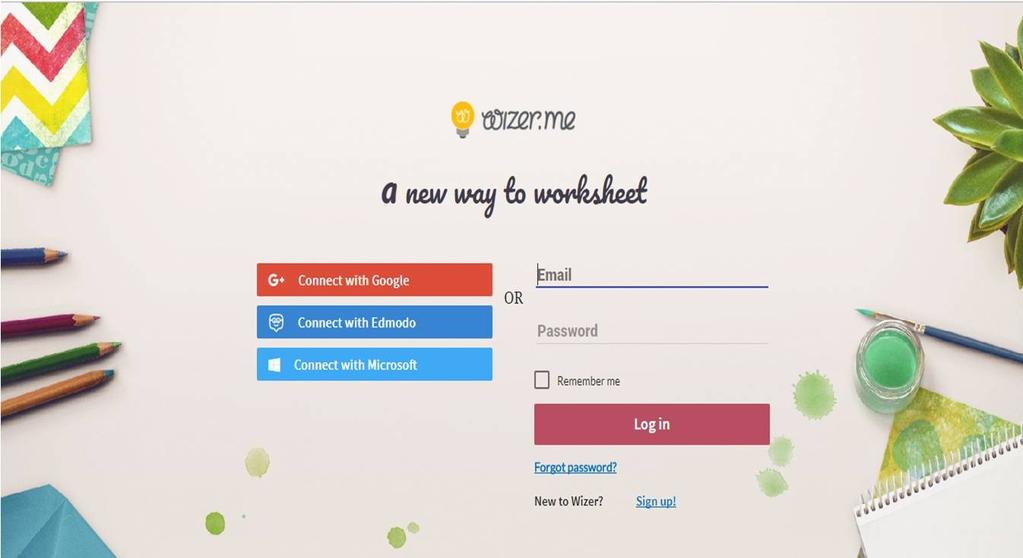 wizer.me
a new way to worksheet
G+ Connect with Google
Connect with Edmodo
Connect with Microsoft
OR
Email
Password
Remember me
Log in
Forgot password?
New to Wizer? Sign up!